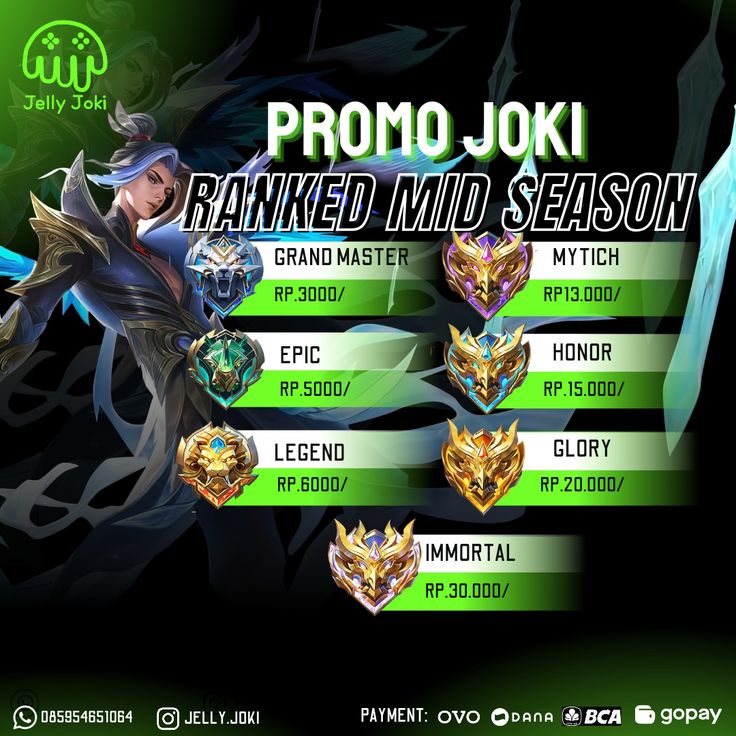 Jelly Joki
PROMO JOKI
RANKED MID SEASON
GRAND MASTER
RP.3000/
MYTICH
RP13.000/
EPIC
RP.5000/
HONOR
RP.15.000/
LEGEND
RP.6000/
GLORY
RP.20.000/
IMMORTAL
RP.30.000/
085954651064
JELLY.JOKI
PAYMENT: OVO DANA BCA gopay